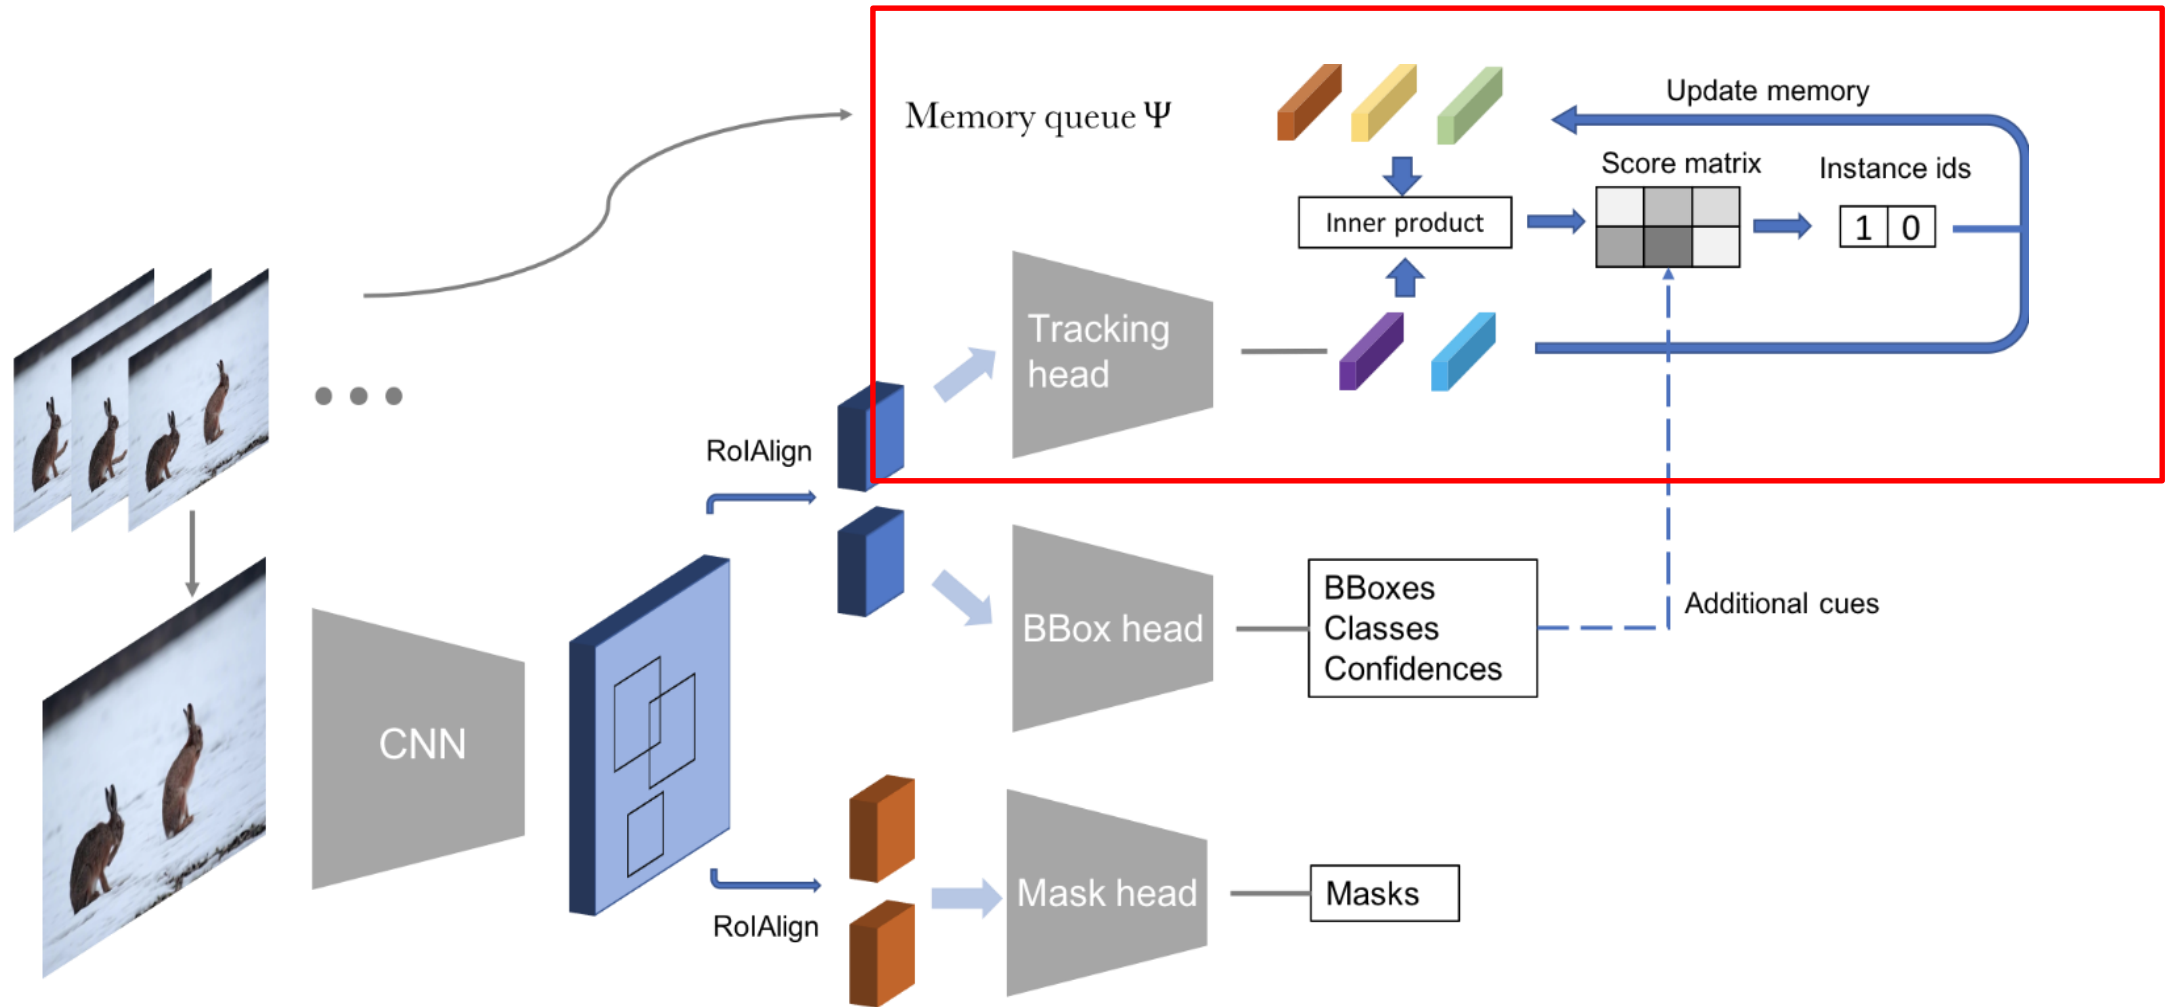 Update memory
Memory queue Ψ
Score matrix
Instance ids
Inner product
1 0
Tracking
head
RoIAlign
BBoxes
Classes
Confidences
BBox head
Additional cues
CNN
Mask head
Masks
RoIAlign